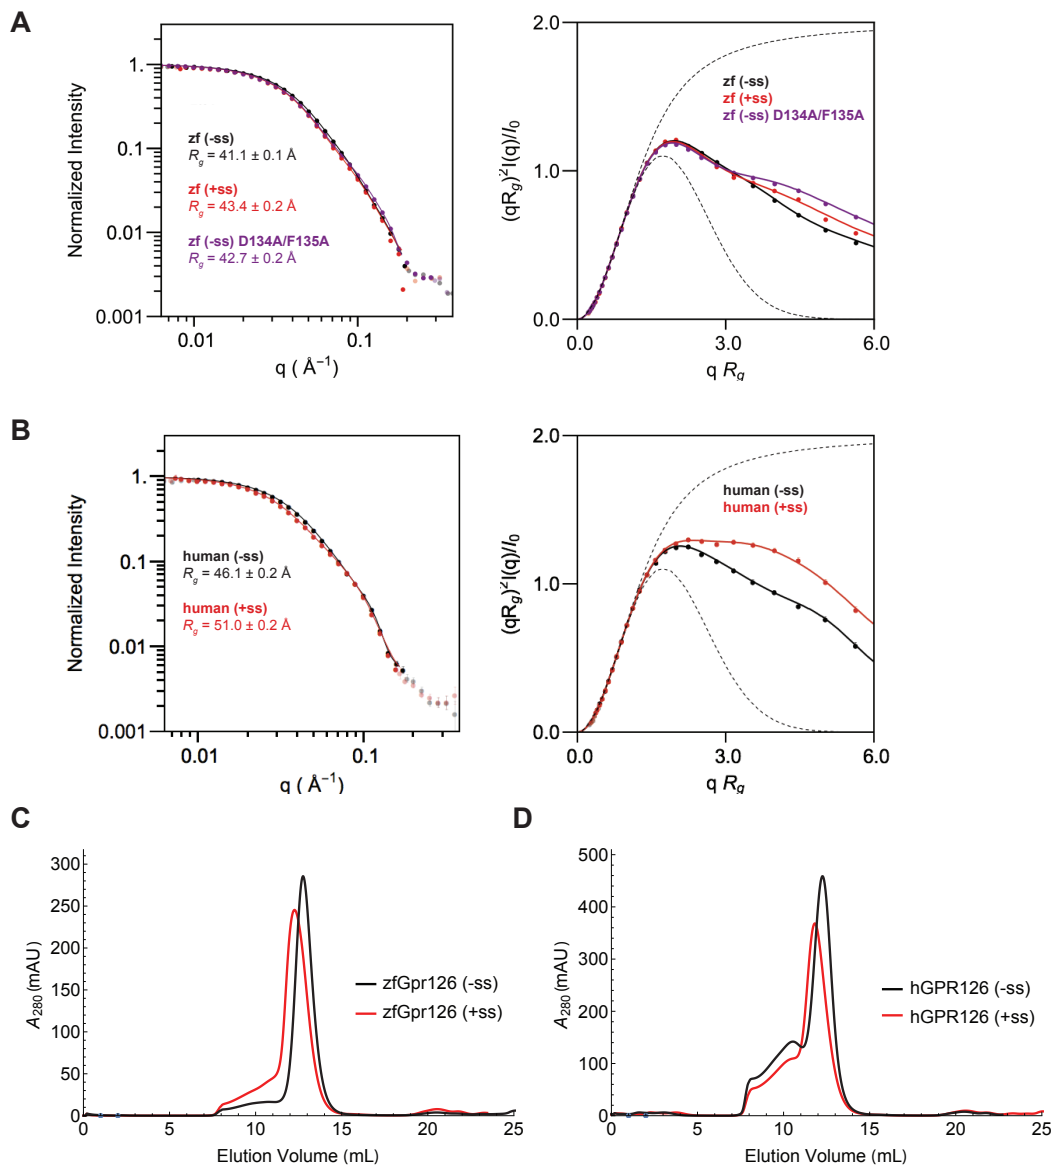 A
Normalized Intensity
1.
0.1
0.01
0.001
zf (-ss)
Rg = 41.1 ± 0.1 Å
zf (+ss)
Rg = 43.4 ± 0.2 Å
zf (-ss) D134A/F135A
Rg = 42.7 ± 0.2 Å
0.01 0.1
q ( Å⁻¹)
(qRg)²I(q)/I0
2.0
1.0
0.0
zf (-ss)
zf (+ss)
zf (-ss) D134A/F135A
0.0 3.0 6.0
q Rg
B
Normalized Intensity
1.
0.1
0.01
0.001
human (-ss)
Rg = 46.1 ± 0.2 Å
human (+ss)
Rg = 51.0 ± 0.2 Å
0.01 0.1
q ( Å⁻¹)
(qRg)²I(q)/I0
2.0
1.0
0.0
human (-ss)
human (+ss)
0.0 3.0 6.0
q Rg
C
A280 (mAU)
300
250
200
150
100
50
0
zfGpr126 (-ss)
zfGpr126 (+ss)
0 5 10 15 20 25
Elution Volume (mL)
D
A280 (mAU)
500
400
300
200
100
0
hGPR126 (-ss)
hGPR126 (+ss)
0 5 10 15 20 25
Elution Volume (mL)